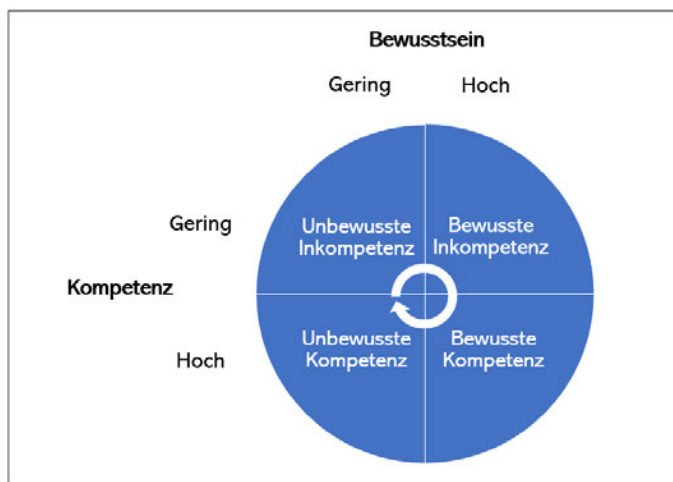 Bewusstsein
Gering
Hoch
Gering
Unbewusste
Inkompetenz
Bewusste
Inkompetenz
Kompetenz
Hoch
Unbewusste
Kompetenz
Bewusste
Kompetenz